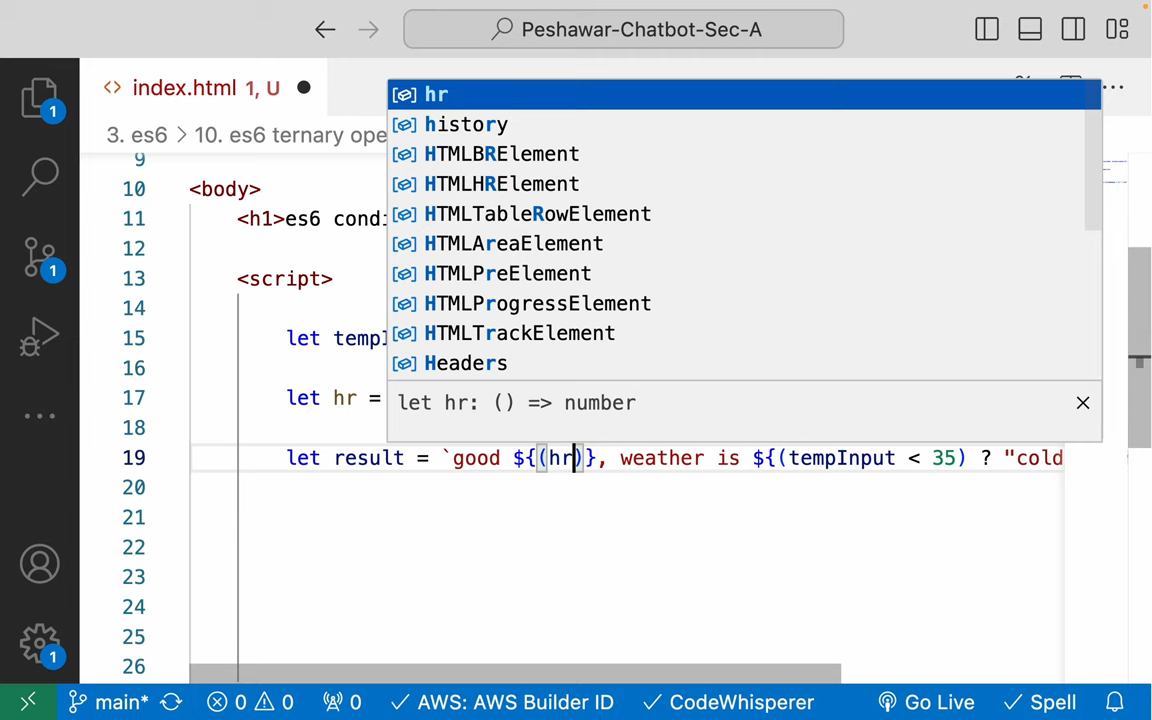 Peshawar-Chatbot-Sec-A
index.html 1, U
3. es6 > 10. es6 ternary ope
hr
history
HTMLBRElement
HTMLHRElement
HTMLTableRowElement
HTMLAreaElement
HTMLPreElement
HTMLProgressElement
HTMLTrackElement
Headers
let hr: () => number
9
10 <body>
11 <h1>es6 condi
12
13 <script>
14
15 let tempI
16
17 let hr =
18
19 let result = `good ${(hr)}, weather is ${(tempInput < 35) ? "cold
20
21
22
23
24
25
26
1
1
1
main* 0 0 0 AWS: AWS Builder ID CodeWhisperer Go Live Spell